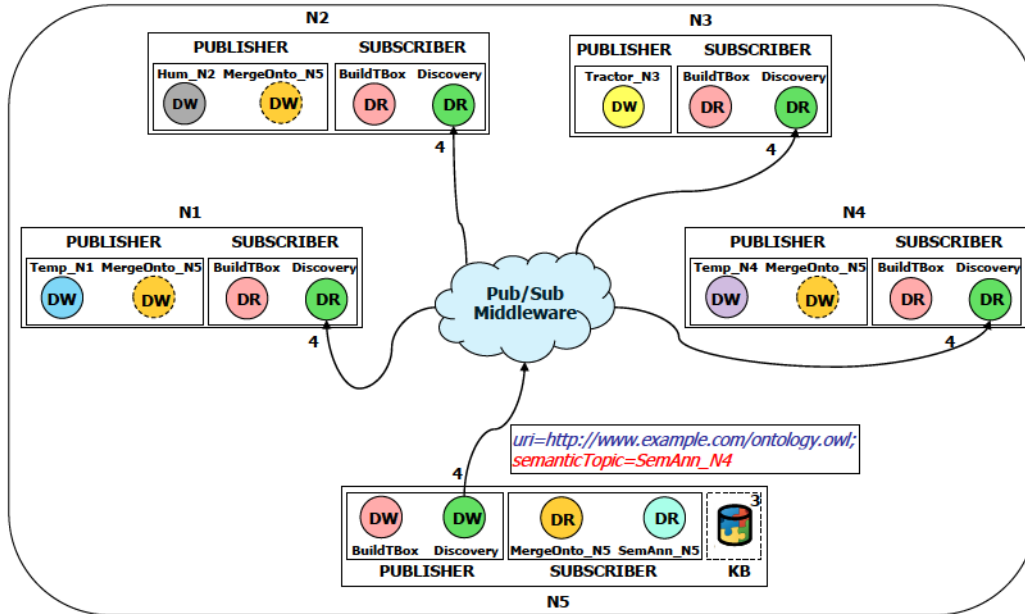 N2
PUBLISHER SUBSCRIBER
Hum_N2 MergeOnto_N5 BuildTBox Discovery
DW DW DR DR
4
N3
PUBLISHER SUBSCRIBER
Tractor_N3 BuildTBox Discovery
DW DR DR
4
N1
PUBLISHER SUBSCRIBER
Temp_N1 MergeOnto_N5 BuildTBox Discovery
DW DW DR DR
4
Pub/Sub
Middleware
N4
PUBLISHER SUBSCRIBER
Temp_N4 MergeOnto_N5 BuildTBox Discovery
DW DW DR DR
4
uri=http://www.example.com/ontology.owl;
semanticTopic=SemAnn_N4
4
3
DW DW DR DR
BuildTBox Discovery MergeOnto_N5 SemAnn_N5
PUBLISHER SUBSCRIBER KB
N5